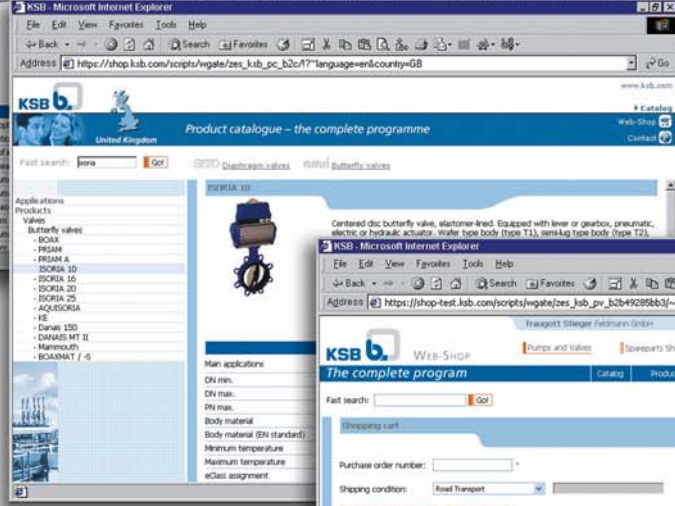 KSB - Microsoft Internet Explorer
File Edit View Favorites Tools Help
Back Search Favorites
Address https://shop.ksb.com/scripts/wgate/zes_ksb_pc_b2c/!?~language=en&country=GB Go
www.ksb.com
KSB b.
Catalog
Web-Shop
United Kingdom
Product catalogue – the complete programme
Contact
Fast search: isoria Go!
SISTO Diaphragm valves amri Butterfly valves
ISORIA 10
Applications
Products
Valves
Butterfly valves
- BOAX
- PRIAM
- PRIAM A
ISORIA 10
- ISORIA 16
- ISORIA 20
- ISORIA 25
- AQUISORIA
- KE
- Danais 150
- DANAIS MT II
- Mammouth
- BOAXMAT / -S
Centered disc butterfly valve, elastomer-lined. Equipped with lever or gearbox, pneumatic,
electric or hydraulic actuator. Wafer type body (type T1), semi-lug type body (type T2),
Main applications
DN min.
DN max.
PN max.
Body material
Body material (EN standard)
Minimum temperature
Maximum temperature
eClass assignment
KSB - Microsoft Internet Explorer
File Edit View Favorites Tools Help
Back Search Favorites
Address https://shop-test.ksb.com/scripts/wgate/zes_ksb_pv_b2b49285bb3/~
Traugott Stieger Feldmann GmbH
KSB b. WEB-SHOP
Pumps and Valves
Spareparts Sh
The complete program
Catalog
Produc
Fast search: Go!
Shopping cart
Purchase order number: *
Shipping condition: Road Transport